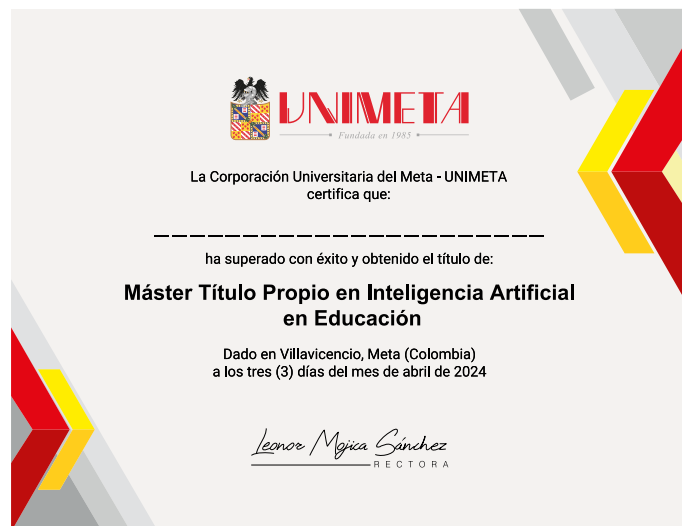 UNIMETA
Fundada en 1985
La Corporación Universitaria del Meta - UNIMETA
certifica que:
ha superado con éxito y obtenido el título de:
Máster Título Propio en Inteligencia Artificial
en Educación
Dado en Villavicencio, Meta (Colombia)
a los tres (3) días del mes de abril de 2024
Leonor Mojica Sánchez
RECTORA